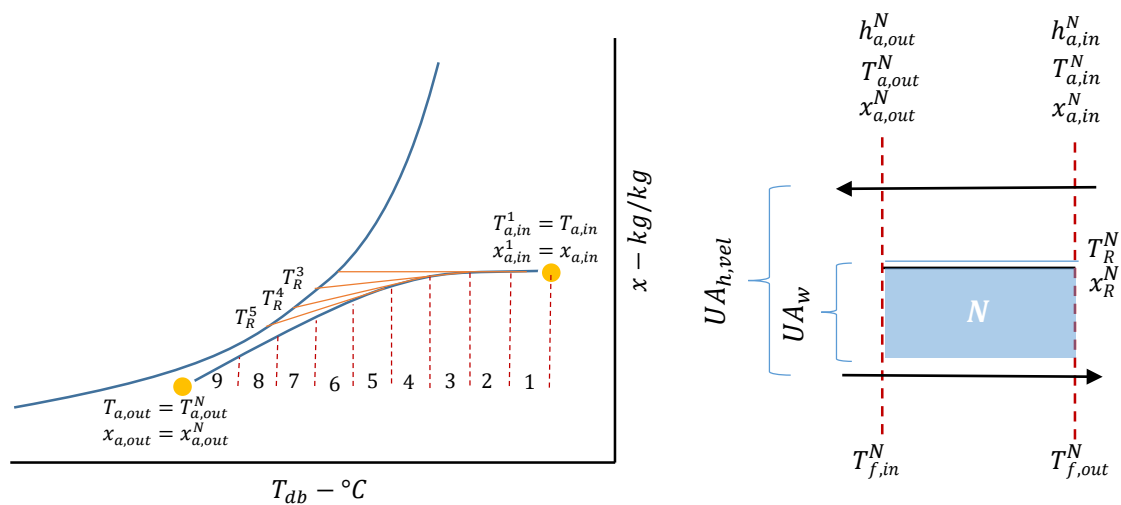 $T_{a,in}^{1} = T_{a,in}$
$x_{a,in}^{1} = x_{a,in}$
$T_R^3$
$T_R^4$
$T_R^5$
9 8 7 6 5 4 3 2 1
$T_{a,out} = T_{a,out}^{N}$
$x_{a,out} = x_{a,out}^{N}$
$T_{db} - °C$
$x - kg/kg$
$h_{a,out}^{N}$
$T_{a,out}^{N}$
$x_{a,out}^{N}$
$h_{a,in}^{N}$
$T_{a,in}^{N}$
$x_{a,in}^{N}$
$UA_{h,vel}$
$UA_w$
N
$T_R^N$
$x_R^N$
$T_{f,in}^{N}$
$T_{f,out}^{N}$